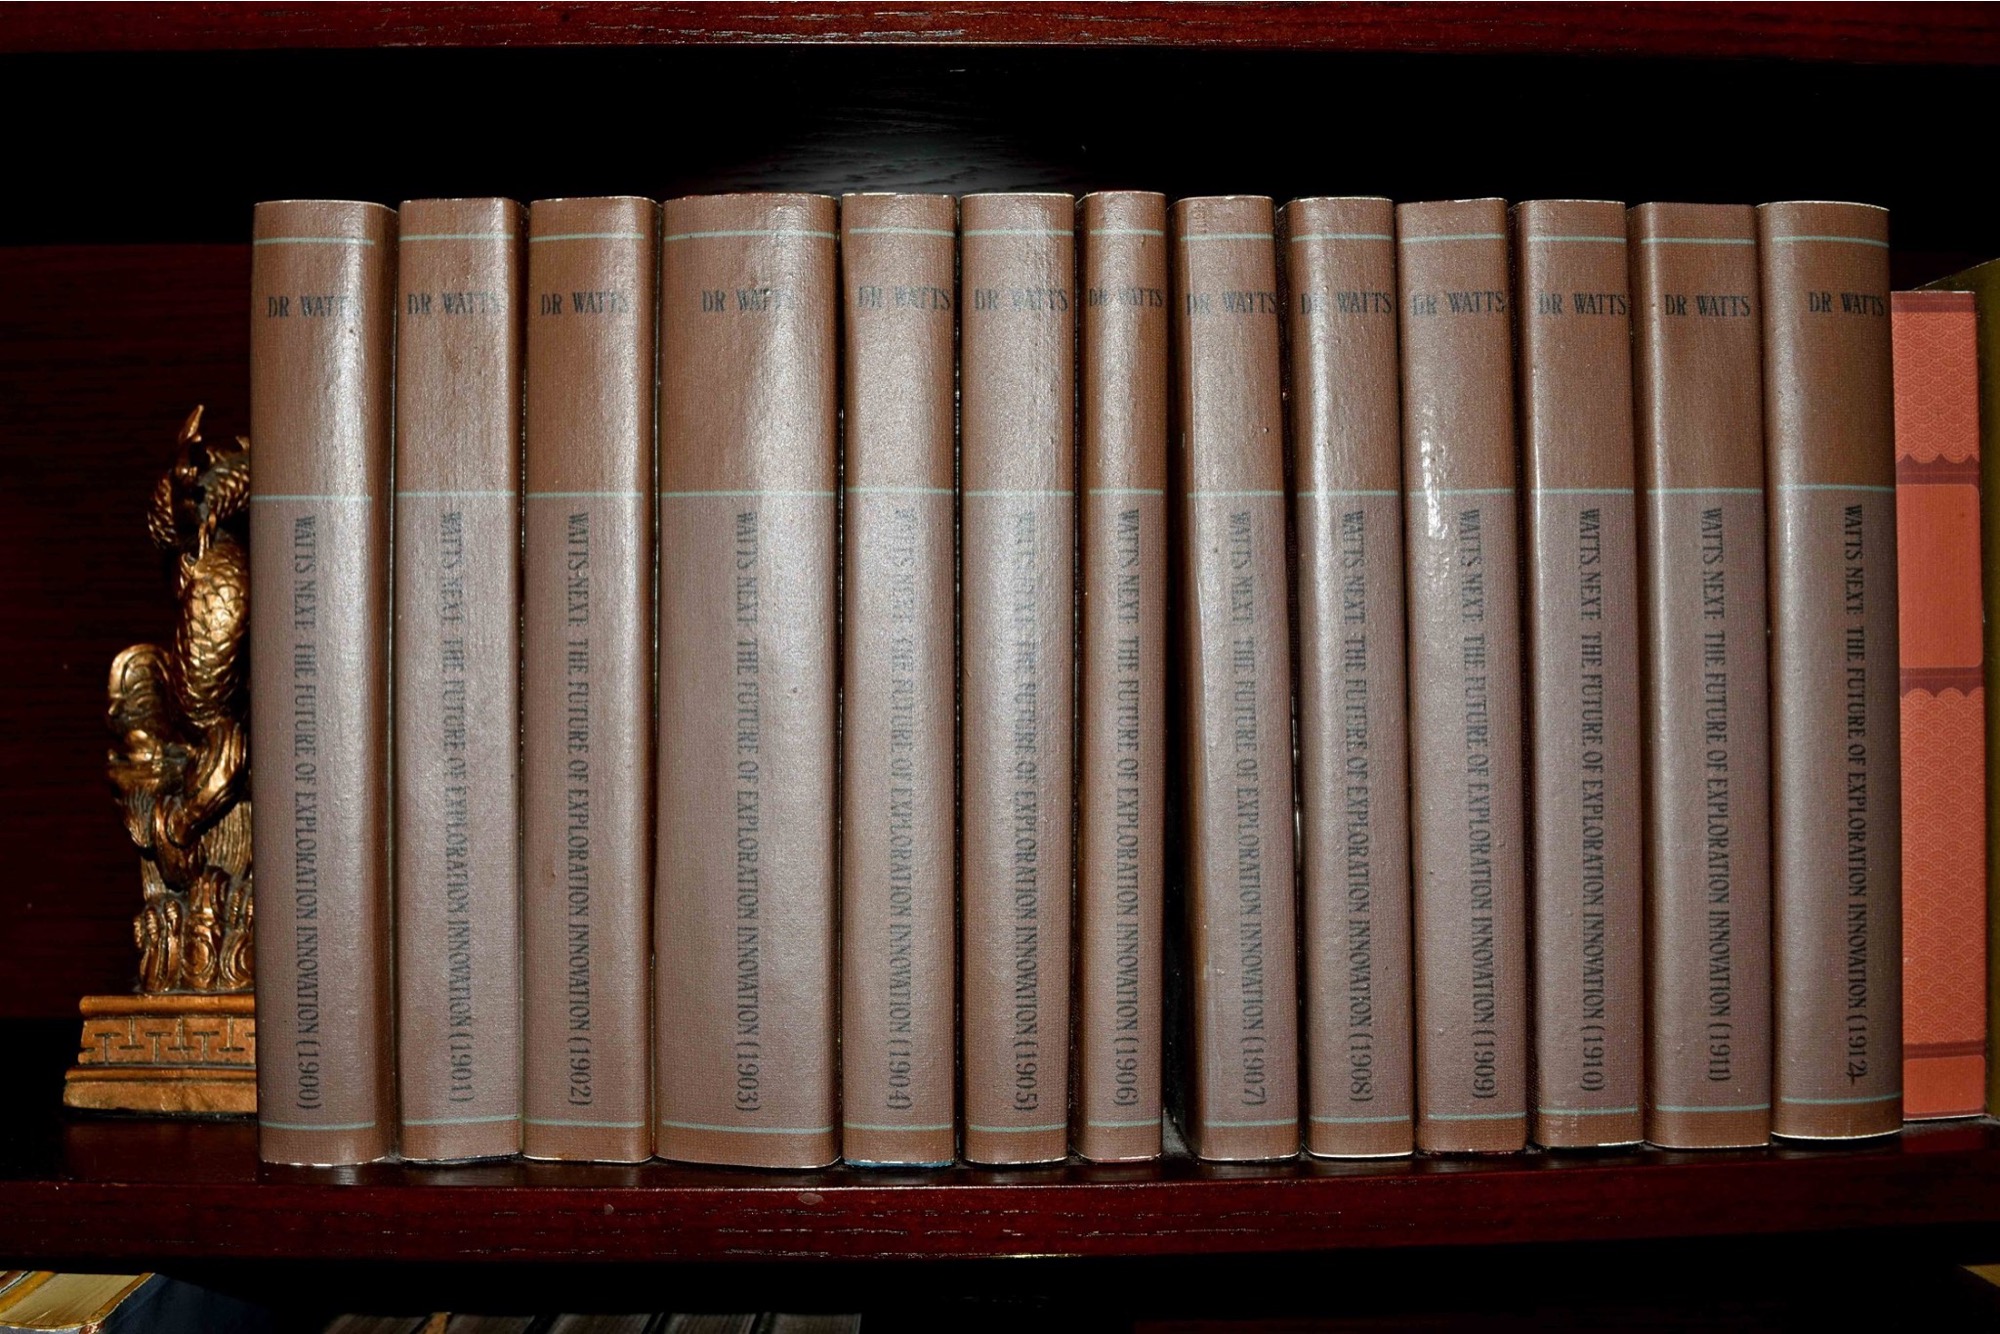 DR WATTS
WATTS NEXT: THE FUTURE OF EXPLORATION INNOVATION (1900)
DR WATTS
WATTS NEXT: THE FUTURE OF EXPLORATION INNOVATION (1901)
DR WATTS
WATTS NEXT: THE FUTURE OF EXPLORATION INNOVATION (1902)
DR WATTS
WATTS NEXT: THE FUTURE OF EXPLORATION INNOVATION (1903)
DR WATTS
WATTS NEXT: THE FUTURE OF EXPLORATION INNOVATION (1904)
DR WATTS
WATTS NEXT: THE FUTURE OF EXPLORATION INNOVATION (1905)
DR WATTS
WATTS NEXT: THE FUTURE OF EXPLORATION INNOVATION (1906)
DR WATTS
WATTS NEXT: THE FUTURE OF EXPLORATION INNOVATION (1907)
DR WATTS
WATTS NEXT: THE FUTURE OF EXPLORATION INNOVATION (1908)
DR WATTS
WATTS NEXT: THE FUTURE OF EXPLORATION INNOVATION (1909)
DR WATTS
WATTS NEXT: THE FUTURE OF EXPLORATION INNOVATION (1910)
DR WATTS
WATTS NEXT: THE FUTURE OF EXPLORATION INNOVATION (1911)
DR WATTS
WATTS NEXT: THE FUTURE OF EXPLORATION INNOVATION (1912)